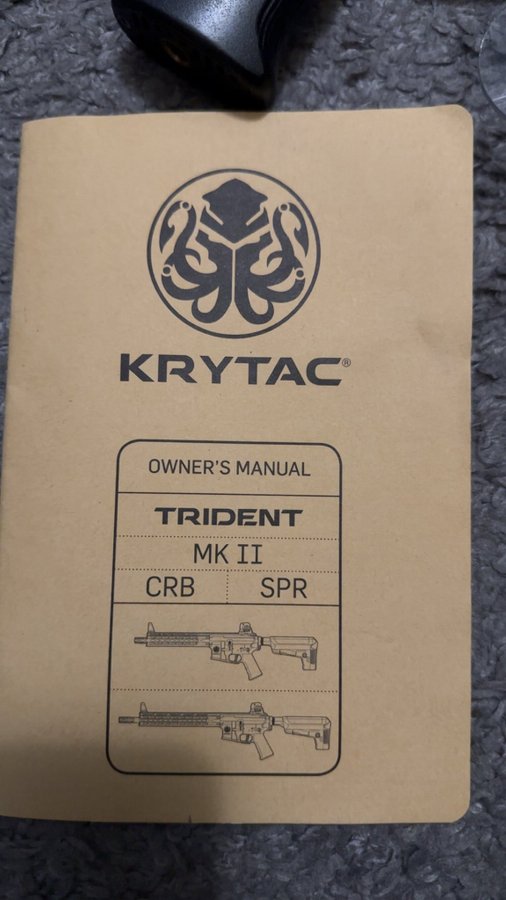 KRYTAC®
OWNER'S MANUAL
TRIDENT
MK II
CRB SPR